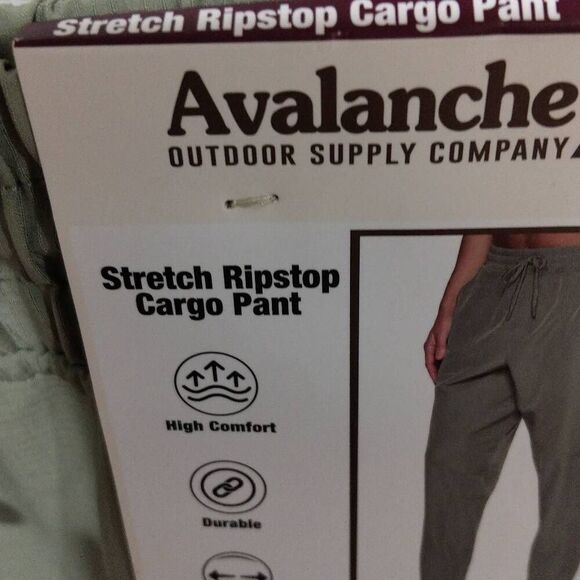 Stretch Ripstop Cargo Pant
Avalanche
OUTDOOR SUPPLY COMPANY
Stretch Ripstop
Cargo Pant
High Comfort
Durable